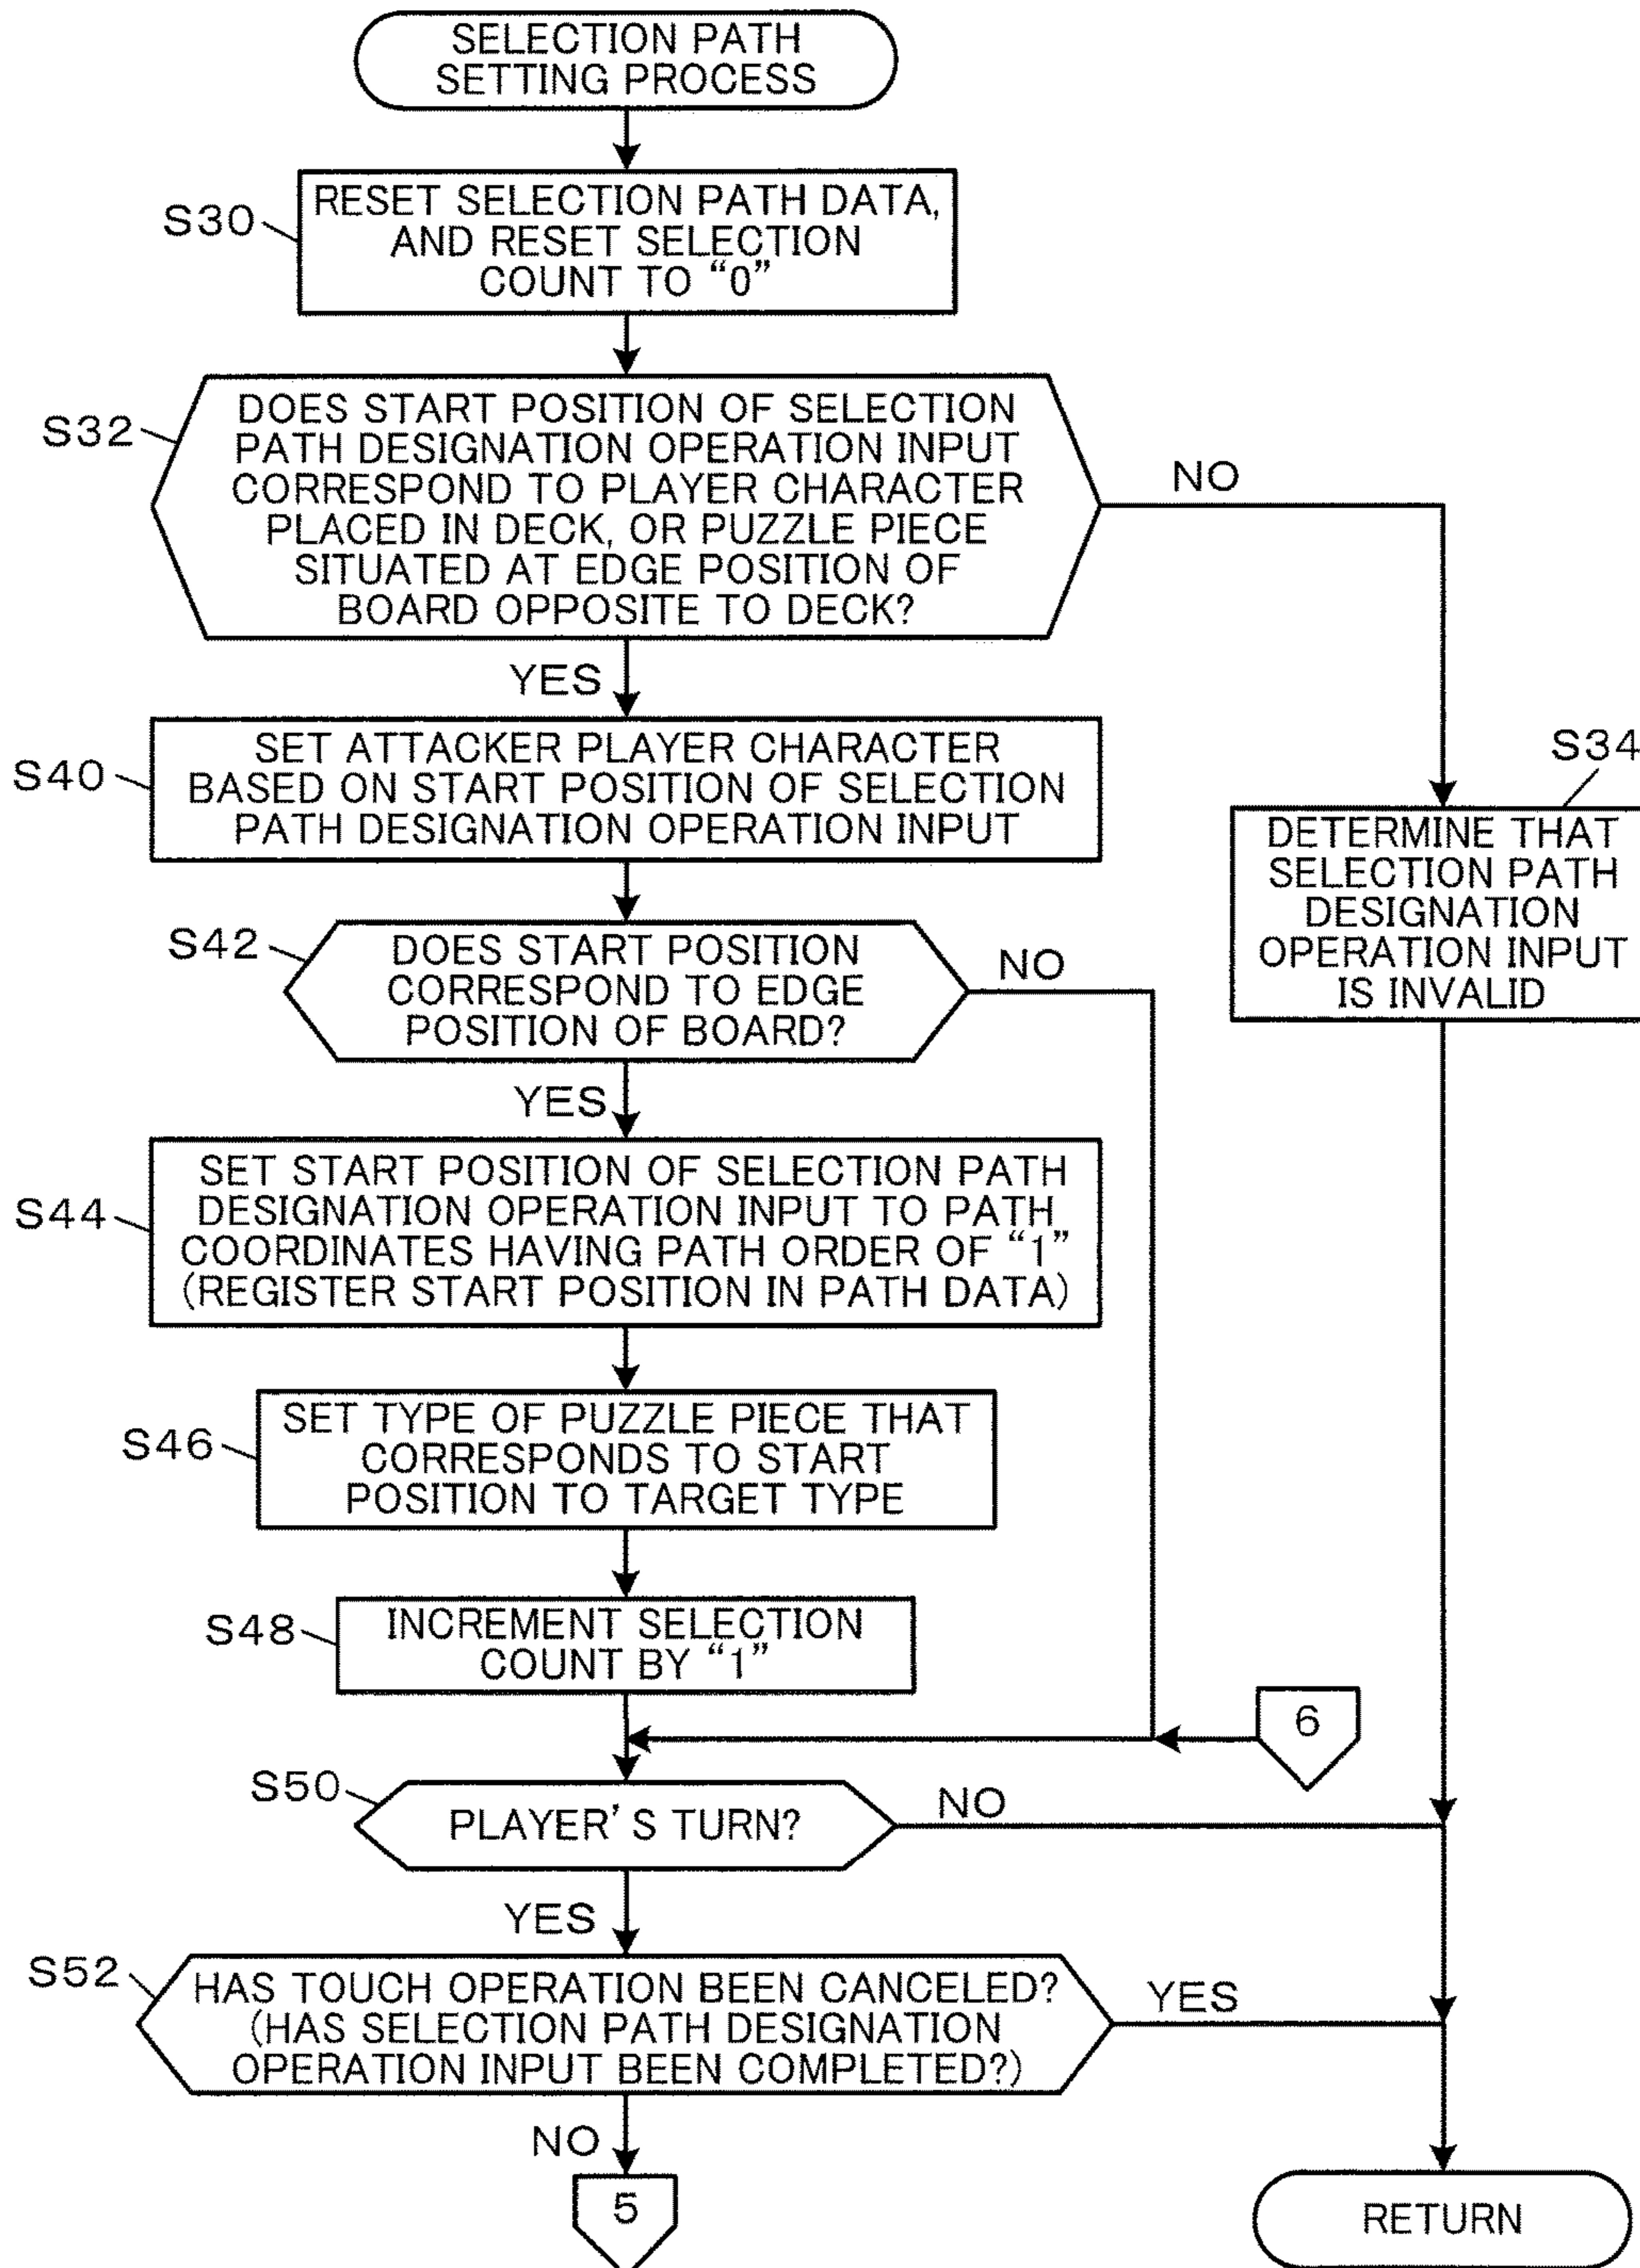 SELECTION PATH
SETTING PROCESS
S30
RESET SELECTION PATH DATA,
AND RESET SELECTION
COUNT TO “0”
S32
DOES START POSITION OF SELECTION
PATH DESIGNATION OPERATION INPUT
CORRESPOND TO PLAYER CHARACTER
PLACED IN DECK, OR PUZZLE PIECE
SITUATED AT EDGE POSITION OF
BOARD OPPOSITE TO DECK?
NO
YES
S34
DETERMINE THAT
SELECTION PATH
DESIGNATION
OPERATION INPUT
IS INVALID
S40
SET ATTACKER PLAYER CHARACTER
BASED ON START POSITION OF SELECTION
PATH DESIGNATION OPERATION INPUT
S42
DOES START POSITION
CORRESPOND TO EDGE
POSITION OF BOARD?
NO
YES
S44
SET START POSITION OF SELECTION PATH
DESIGNATION OPERATION INPUT TO PATH
COORDINATES HAVING PATH ORDER OF “1”
(REGISTER START POSITION IN PATH DATA)
S46
SET TYPE OF PUZZLE PIECE THAT
CORRESPONDS TO START
POSITION TO TARGET TYPE
S48
INCREMENT SELECTION
COUNT BY “1”
6
S50
PLAYER’S TURN?
NO
YES
S52
HAS TOUCH OPERATION BEEN CANCELED?
(HAS SELECTION PATH DESIGNATION
OPERATION INPUT BEEN COMPLETED?)
YES
NO
5
RETURN